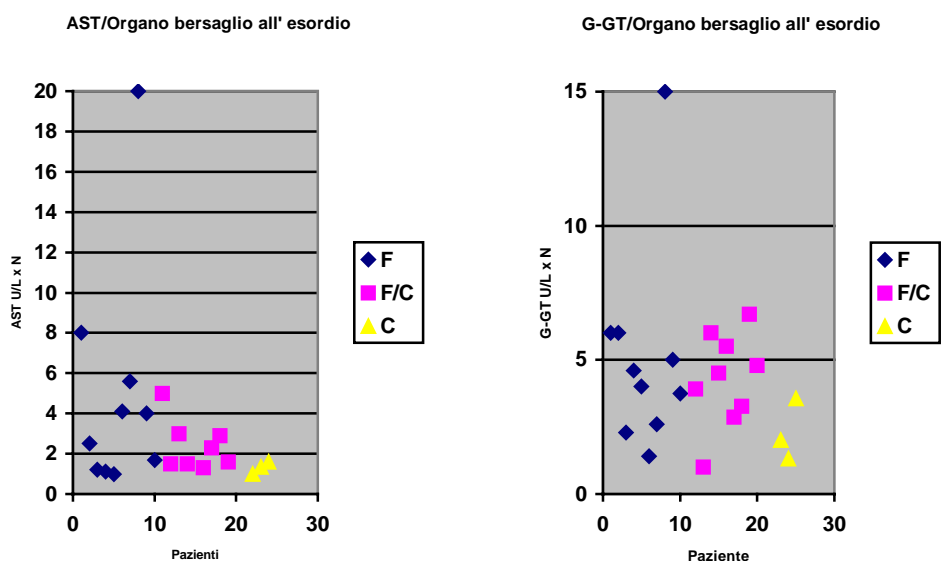 AST/Organo bersaglio all' esordio
20
18
16
14
12
10
8
6
4
2
0
0 10 20 30
AST U/L x N
Pazienti
F
F/C
C
G-GT/Organo bersaglio all' esordio
15
10
5
0
0 10 20 30
G-GT U/L x N
Paziente
F
F/C
C